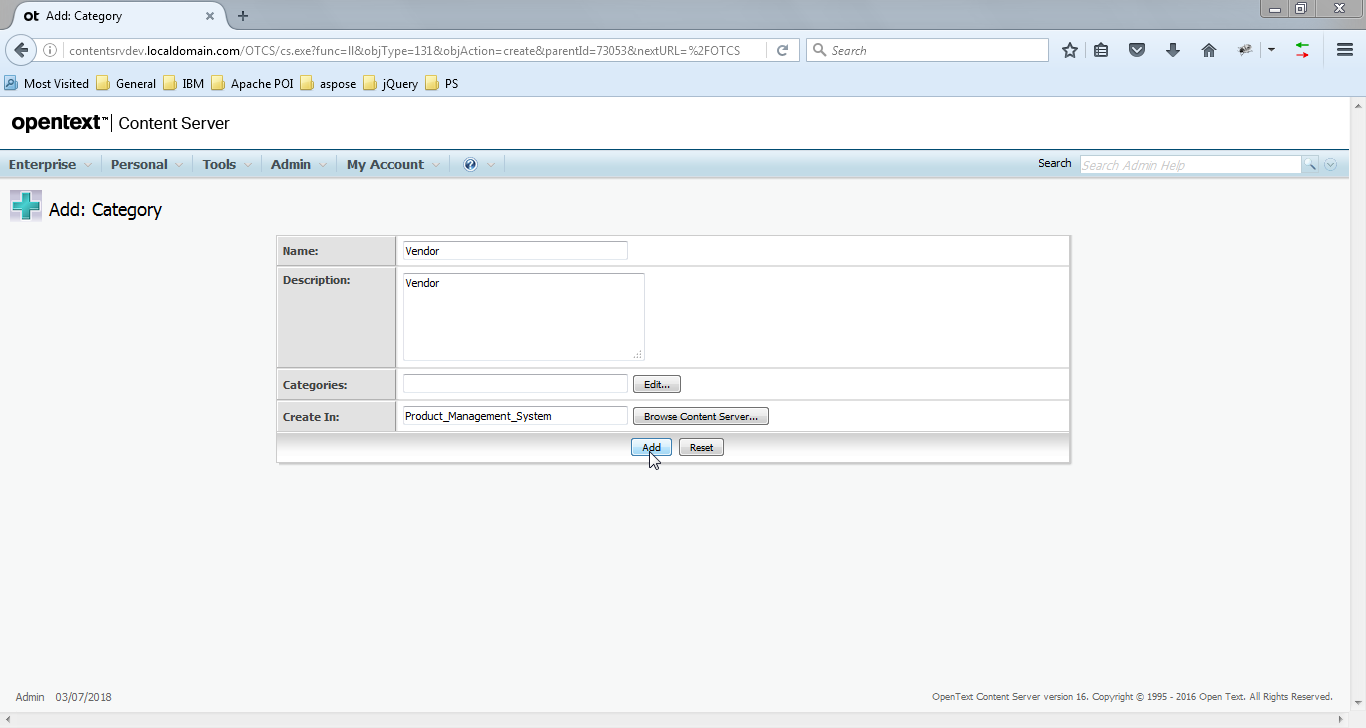 ot Add: Category
contentsrvdev.localdomain.com/OTCS/cs.exe?func=ll&objType=131&objAction=create&parentId=73053&nextURL=%2FOTCS
Search
Most Visited General IBM Apache POI aspose jQuery PS
opentext™ Content Server
Enterprise Personal Tools Admin My Account ? Search Search Admin Help
Add: Category
Name: Vendor
Description: Vendor
Categories: Edit...
Create In: Product_Management_System Browse Content Server...
Add Reset
Admin 03/07/2018 OpenText Content Server version 16. Copyright © 1995 - 2016 Open Text. All Rights Reserved.